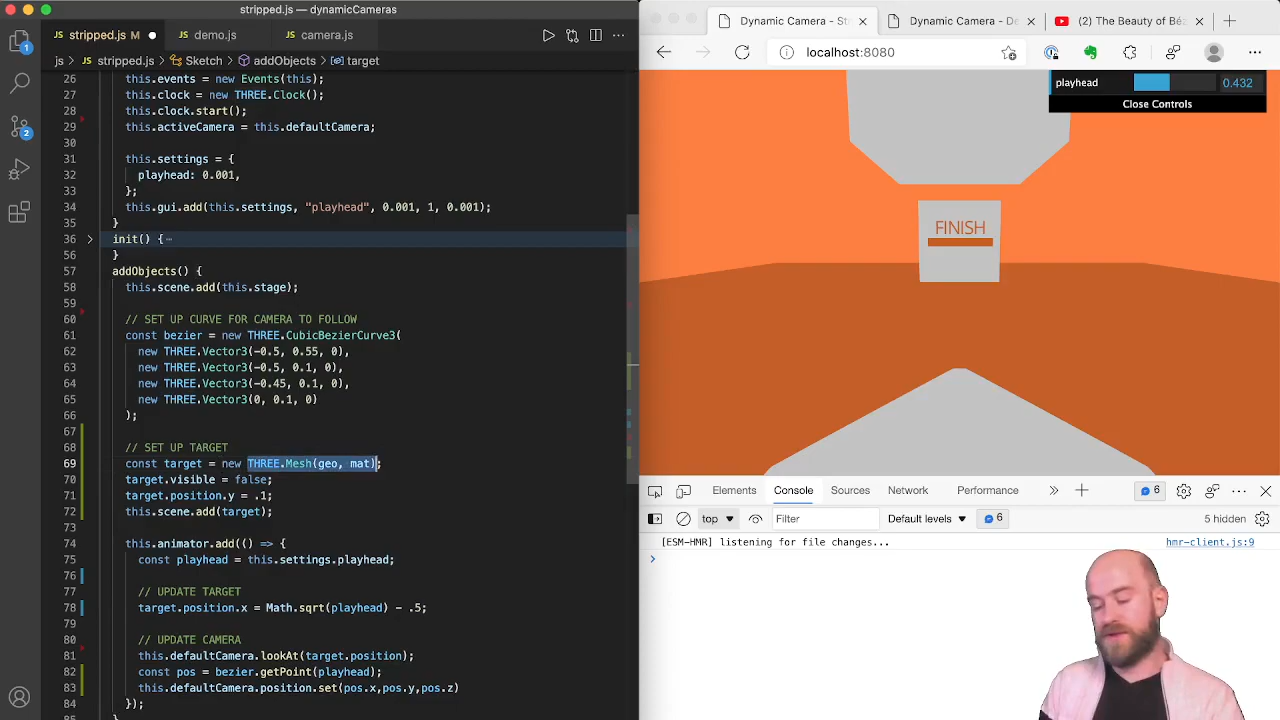 stripped.js — dynamicCameras
stripped.js M
demo.js
camera.js
js > stripped.js > Sketch > addObjects > target
26 this.events = new Events(this);
27 this.clock = new THREE.Clock();
28 this.clock.start();
29 this.activeCamera = this.defaultCamera;
30
31 this.settings = {
32 playhead: 0.001,
33 };
34 this.gui.add(this.settings, "playhead", 0.001, 1, 0.001);
35 }
36 init() { ⋯
56 }
57 addObjects() {
58 this.scene.add(this.stage);
59
60 // SET UP CURVE FOR CAMERA TO FOLLOW
61 const bezier = new THREE.CubicBezierCurve3(
62 new THREE.Vector3(-0.5, 0.55, 0),
63 new THREE.Vector3(-0.5, 0.1, 0),
64 new THREE.Vector3(-0.45, 0.1, 0),
65 new THREE.Vector3(0, 0.1, 0)
66 );
67
68 // SET UP TARGET
69 const target = new THREE.Mesh(geo, mat);
70 target.visible = false;
71 target.position.y = .1;
72 this.scene.add(target);
73
74 this.animator.add(() => {
75 const playhead = this.settings.playhead;
76
77 // UPDATE TARGET
78 target.position.x = Math.sqrt(playhead) - .5;
79
80 // UPDATE CAMERA
81 this.defaultCamera.lookAt(target.position);
82 const pos = bezier.getPoint(playhead);
83 this.defaultCamera.position.set(pos.x,pos.y,pos.z)
84 });
85 }
1
2
Dynamic Camera - St
Dynamic Camera - De
(2) The Beauty of Béz
localhost:8080
playhead 0.432
Close Controls
FINISH
Elements Console Sources Network Performance 6
top Filter Default levels 6 5 hidden
[ESM-HMR] listening for file changes... hmr-client.js:9